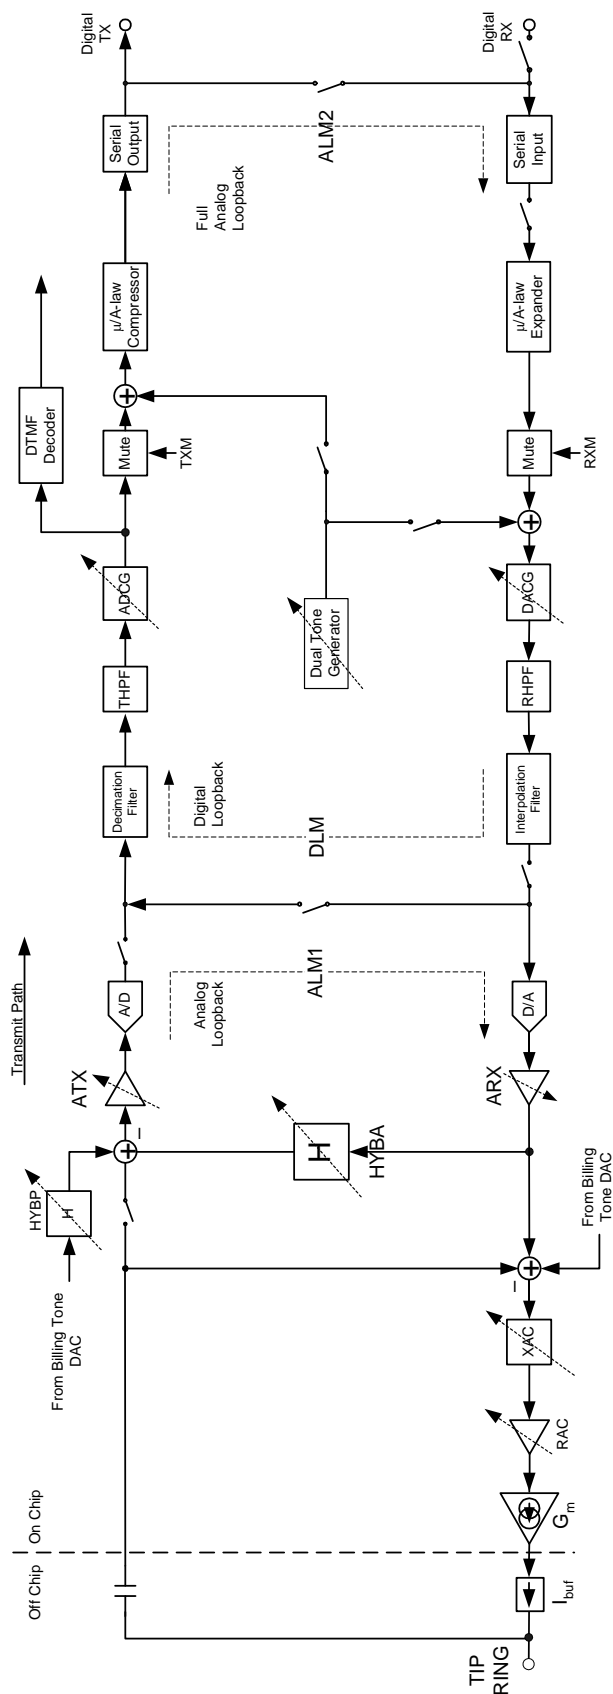 Off Chip
On Chip
TIP
RING
I buf
G m
RAC
XAC
From Billing Tone
DAC
HYBP
H
From Billing
Tone DAC
H
HYBA
Transmit Path
ATX
ARX
A/D
D/A
Analog
Loopback
ALM1
Decimation
Filter
Interpolation
Filter
Digital
Loopback
DLM
THPF
RHPF
ADCG
DACG
Dual Tone
Generator
DTMF
Decoder
Mute
TXM
Mute
RXM
+
+
+
+
–
–
μ/A-law
Compressor
μ/A-law
Expander
Full
Analog
Loopback
ALM2
Serial
Output
Serial
Input
Digital
TX
Digital
RX